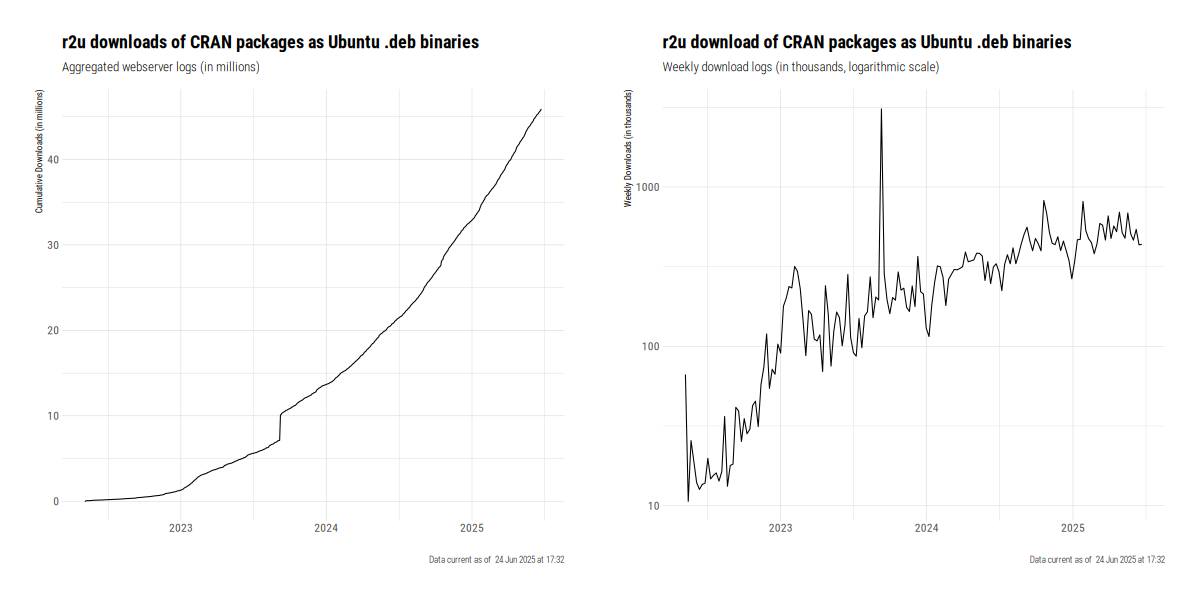 r2u downloads of CRAN packages as Ubuntu .deb binaries
Aggregated webserver logs (in millions)
Cumulative Downloads (in millions)
40
30
20
10
0
2023 2024 2025
Data current as of 24 Jun 2025 at 17:32
r2u download of CRAN packages as Ubuntu .deb binaries
Weekly download logs (in thousands, logarithmic scale)
Weekly Downloads (in thousands)
1000
100
10
2023 2024 2025
Data current as of 24 Jun 2025 at 17:32